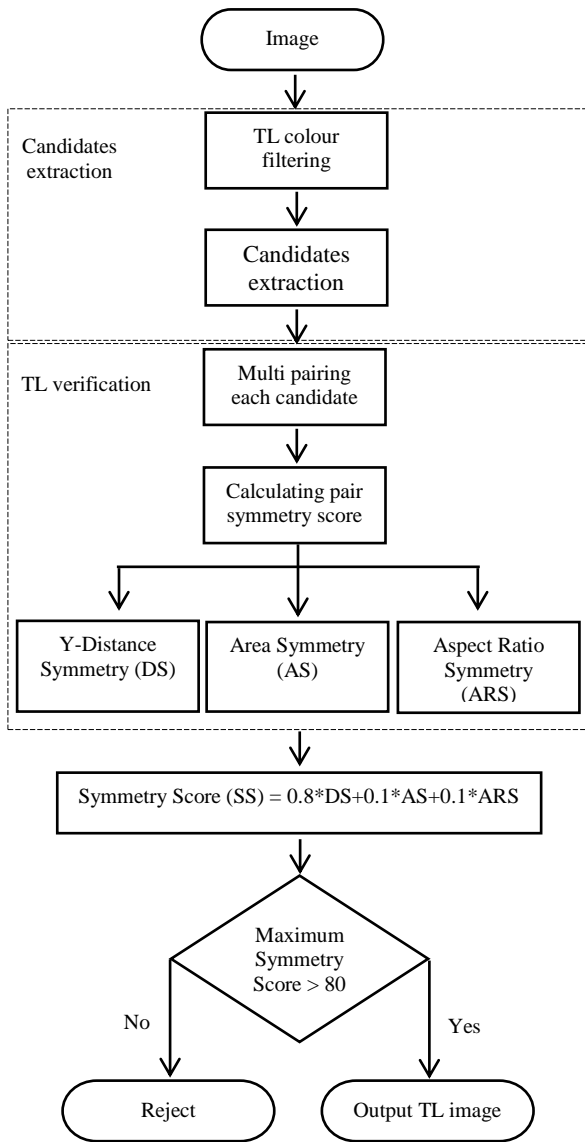 Image
Candidates
extraction
TL colour
filtering
Candidates
extraction
TL verification
Multi pairing
each candidate
Calculating pair
symmetry score
Y-Distance
Symmetry (DS)
Area Symmetry
(AS)
Aspect Ratio
Symmetry
(ARS)
Symmetry Score (SS) = 0.8*DS+0.1*AS+0.1*ARS
Maximum
Symmetry
Score > 80
No
Yes
Reject
Output TL image